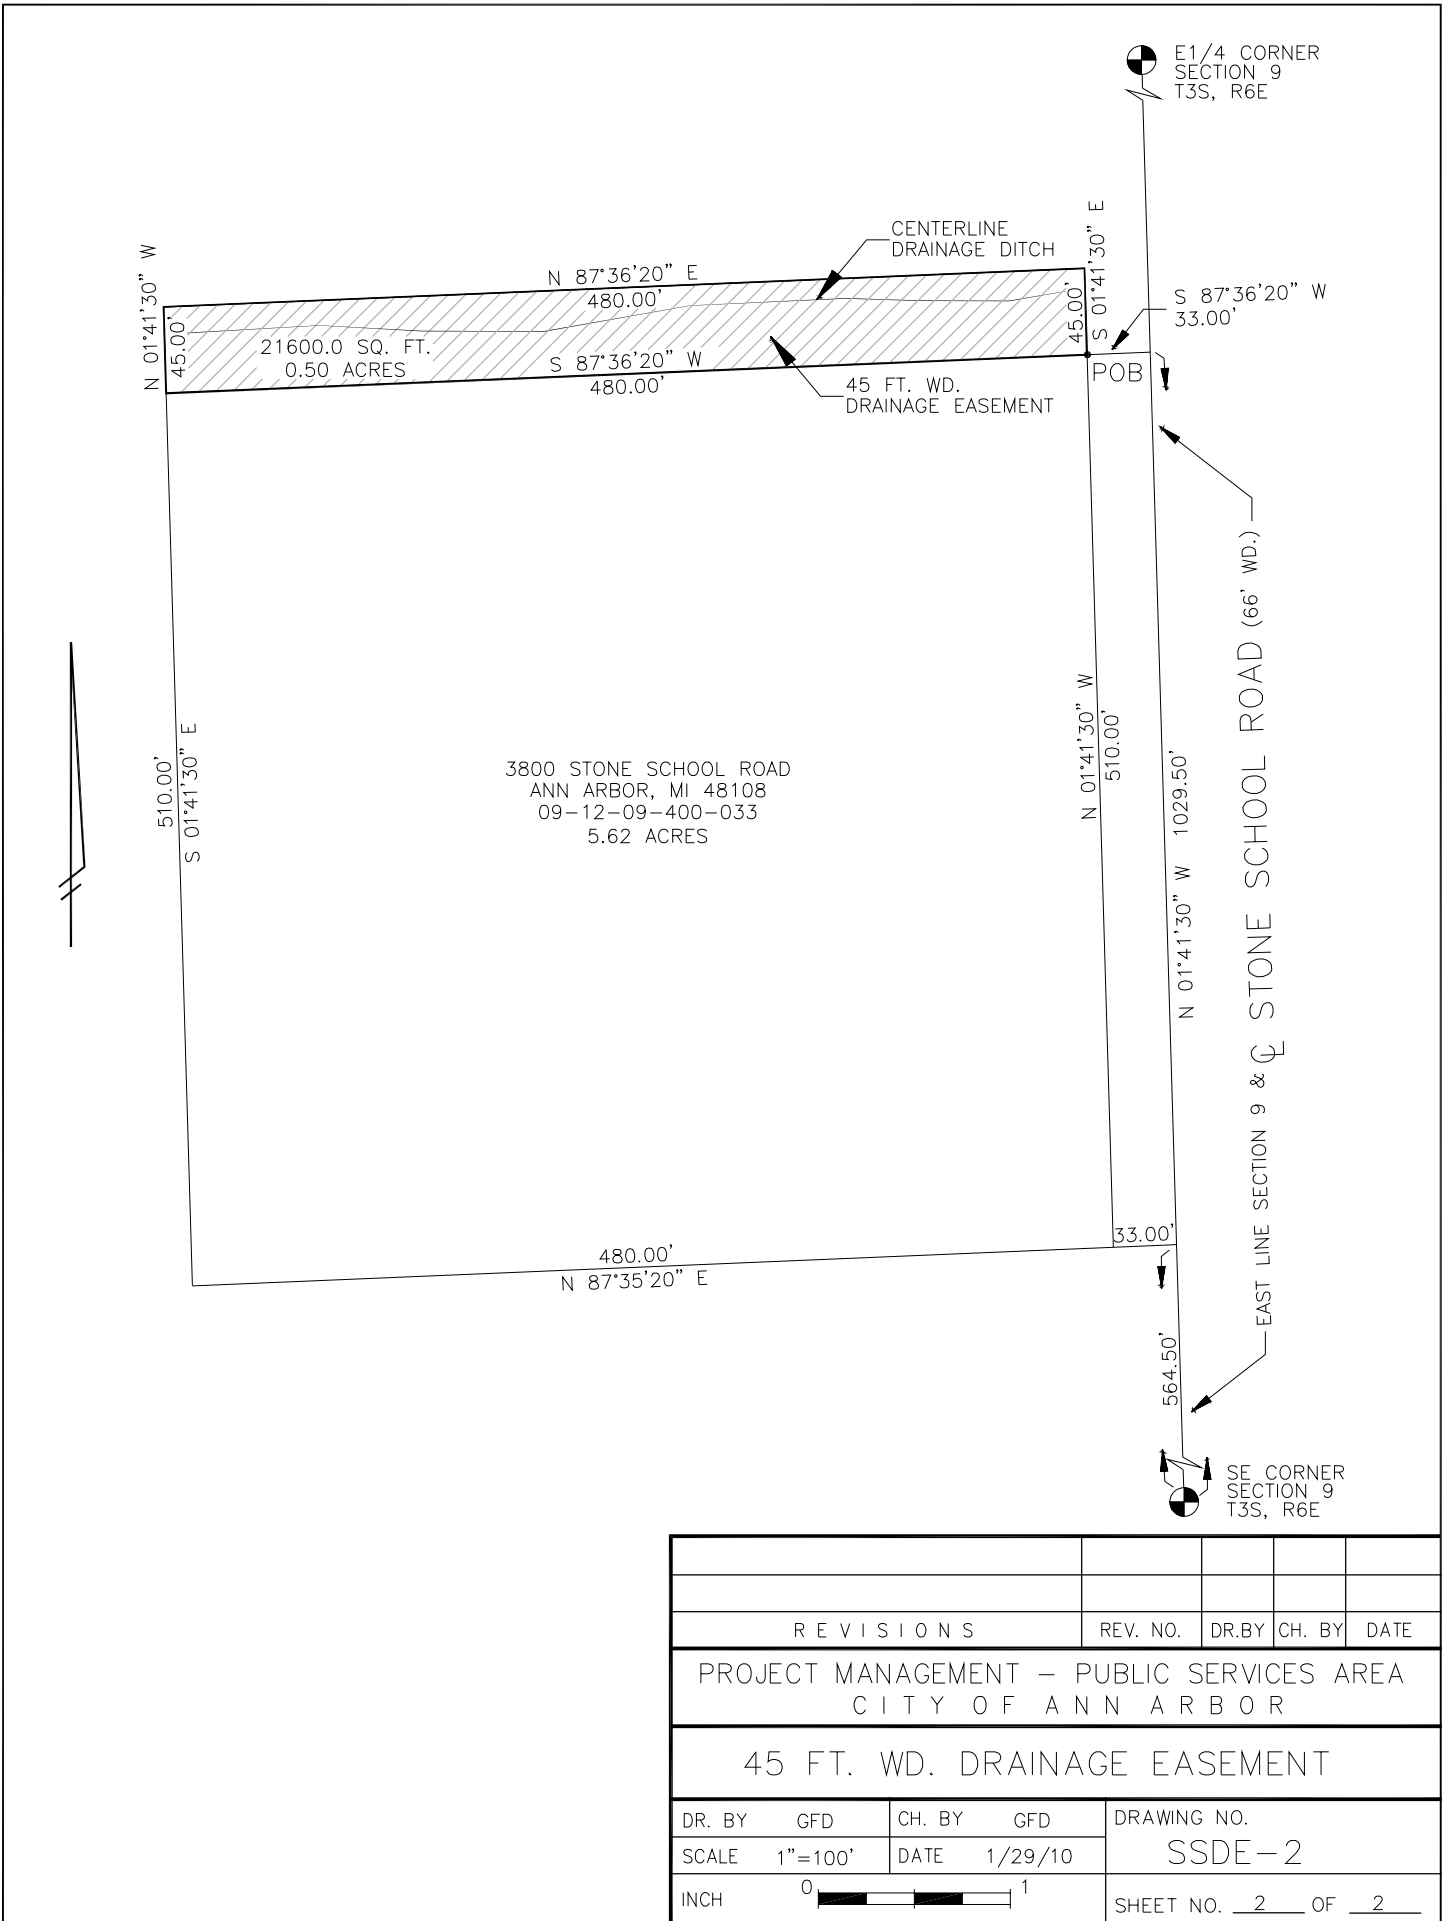 E1/4 CORNER
SECTION 9
T3S, R6E
CENTERLINE
DRAINAGE DITCH
N 87°36'20" E
480.00'
N 01°41'30" W
45.00'
S 01°41'30" E
45.00'
S 87°36'20" W
33.00'
21600.0 SQ. FT.
0.50 ACRES
S 87°36'20" W
480.00'
POB
45 FT. WD.
DRAINAGE EASEMENT
510.00'
S 01°41'30" E
3800 STONE SCHOOL ROAD
ANN ARBOR, MI 48108
09-12-09-400-033
5.62 ACRES
N 01°41'30" W
510.00'
N 01°41'30" W 1029.50'
EAST LINE SECTION 9 & ℄ STONE SCHOOL ROAD (66' WD.)
33.00'
480.00'
N 87°35'20" E
564.50'
SE CORNER
SECTION 9
T3S, R6E
REVISIONS REV. NO. DR.BY CH. BY DATE
PROJECT MANAGEMENT - PUBLIC SERVICES AREA
CITY OF ANN ARBOR
45 FT. WD. DRAINAGE EASEMENT
DR. BY GFD CH. BY GFD DRAWING NO.
SCALE 1"=100' DATE 1/29/10 SSDE-2
INCH 0 1 SHEET NO. 2 OF 2